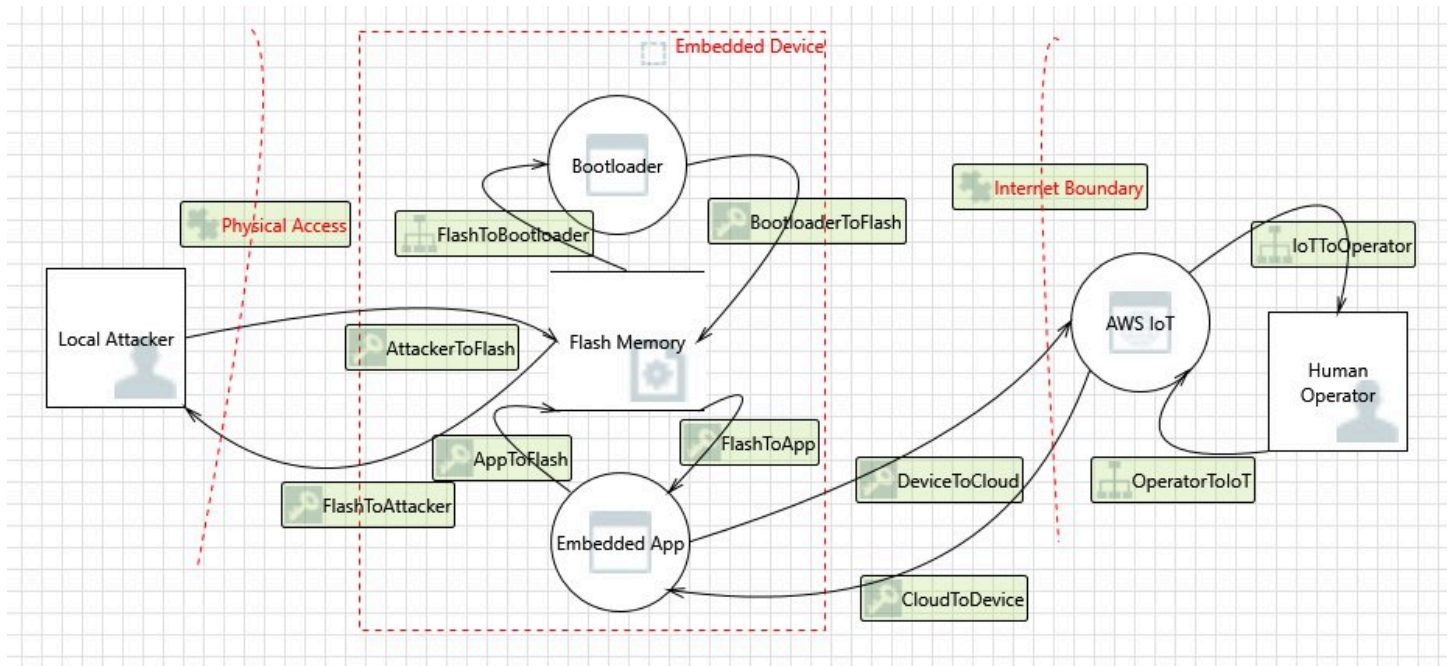 Embedded Device
Bootloader
Physical Access
FlashToBootloader
BootloaderToFlash
Internet Boundary
IoTToOperator
Local Attacker
AttackerToFlash
Flash Memory
AWS IoT
Human
Operator
AppToFlash
FlashToApp
FlashToAttacker
DeviceToCloud
OperatorToIoT
Embedded App
CloudToDevice